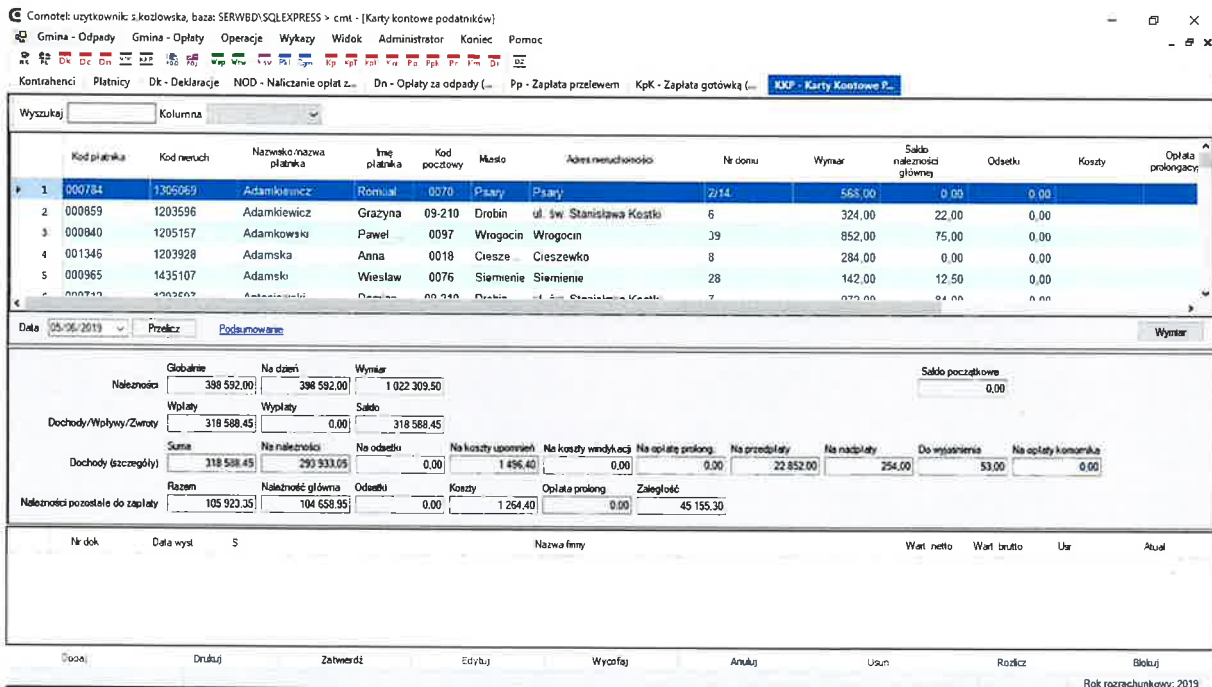 Comotel: uzytkownik: s.kozlowska, baza: SERWBD\SQLEXPRESS > cmt - [Karty kontowe podatników]
Gmina - Odpady Gmina - Opłaty Operacje Wykazy Widok Administrator Koniec Pomoc
Kontrahenci Płatnicy Dk - Deklaracje NOD - Naliczanie opłat z... Dn - Opłaty za odpady (... Pp - Zapłata przelewem KpK - Zapłata gotówką (... KKP - Karty Kontowe P...
Wyszukaj Kolumna
Kod płatnika Kod nieruch Nazwisko/nazwa płatnika Imię płatnika Kod pocztowy Miasto Adres nieruchomości Nr domu Wymiar Saldo należności głównej Odsetki Koszty Opłata prolongacyj
1 000784 1305069 Adamkiewicz Romual 0070 Psary Psary 2/14 568,00 0,00 0,00
2 000859 1203596 Adamkiewicz Grażyna 09-210 Drobin ul. św. Stanisława Kostki 6 324,00 22,00 0,00
3 000840 1205157 Adamkowski Paweł 0097 Wrogocin Wrogocin 39 852,00 75,00 0,00
4 001346 1203928 Adamska Anna 0018 Ciesze Cieszewko 8 284,00 0,00 0,00
5 000965 1435107 Adamski Wiesław 0076 Siemienie Siemienie 28 142,00 12,50 0,00
Data 05/06/2019 Przelicz Podsumowanie Wymiar
Globalnie Na dzień Wymiar Saldo początkowe
Należności 398 592,00 398 592,00 1 022 309,50 0,00
Wpłaty Wypłaty Saldo
Dochody/Wpływy/Zwroty 318 588,45 0,00 318 588,45
Suma Na należności Na odsetki Na koszty upomnień Na koszty windykacji Na opłatę prolong. Na przedpłaty Na nadpłaty Do wyjaśnienia Na opłaty komornika
Dochody (szczegóły) 318 588,45 293 933,05 0,00 1 496,40 0,00 0,00 22 852,00 254,00 53,00 0,00
Razem Należność główna Odsetki Koszty Opłata prolong. Zaległość
Należności pozostałe do zapłaty 105 923,35 104 658,95 0,00 1 264,40 0,00 45 155,30
Nr dok Data wyst S Nazwa firmy Wart. netto Wart. brutto Usr Atual
Dodaj Drukuj Zatwierdź Edytuj Wycofaj Anuluj Usuń Rozlicz Blokuj
Rok rozrachunkowy: 2019